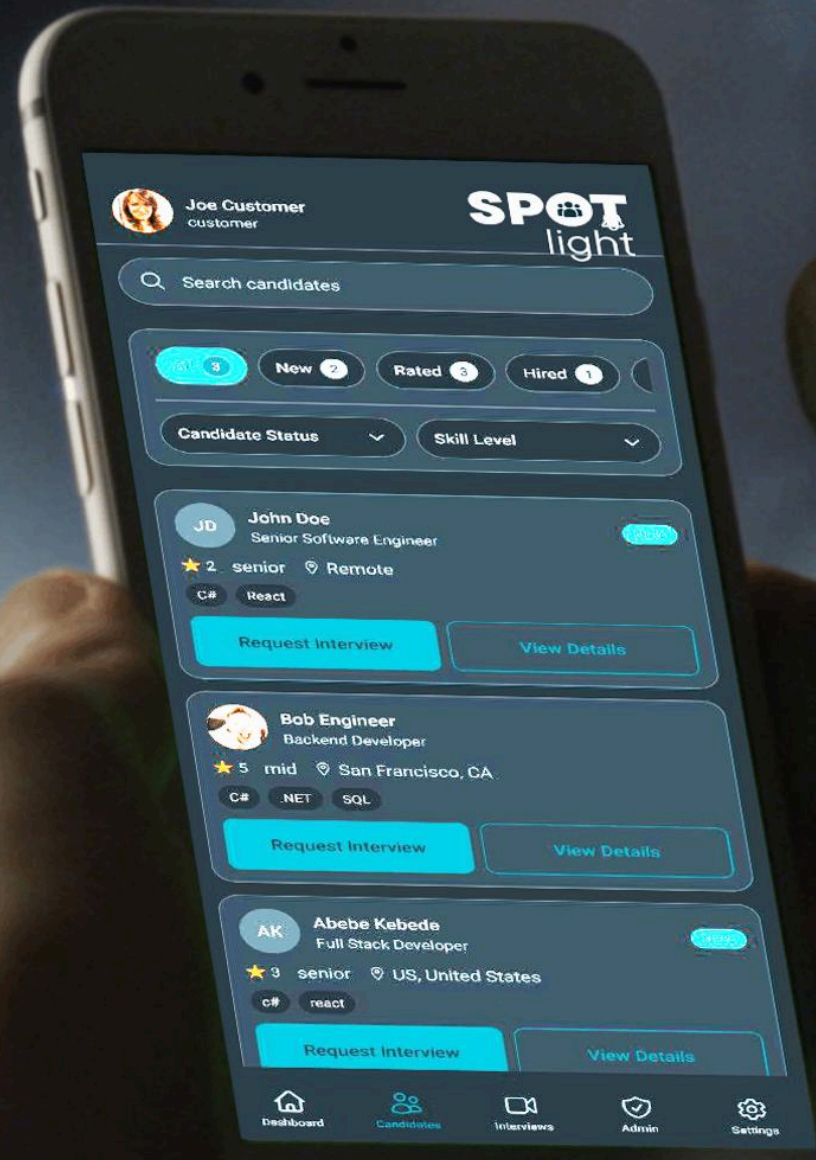 Joe Customer
customer
SPOT
light
Search candidates
All 3
New 2
Rated 3
Hired 1
Candidate Status
Skill Level
JD
John Doe
Senior Software Engineer
2 senior Remote
C# React
Request Interview
View Details
Bob Engineer
Backend Developer
5 mid San Francisco, CA
C# .NET SQL
Request Interview
View Details
AK
Abebe Kebede
Full Stack Developer
3 senior US, United States
c# react
Request Interview
View Details
Dashboard
Candidates
Interviews
Admin
Settings